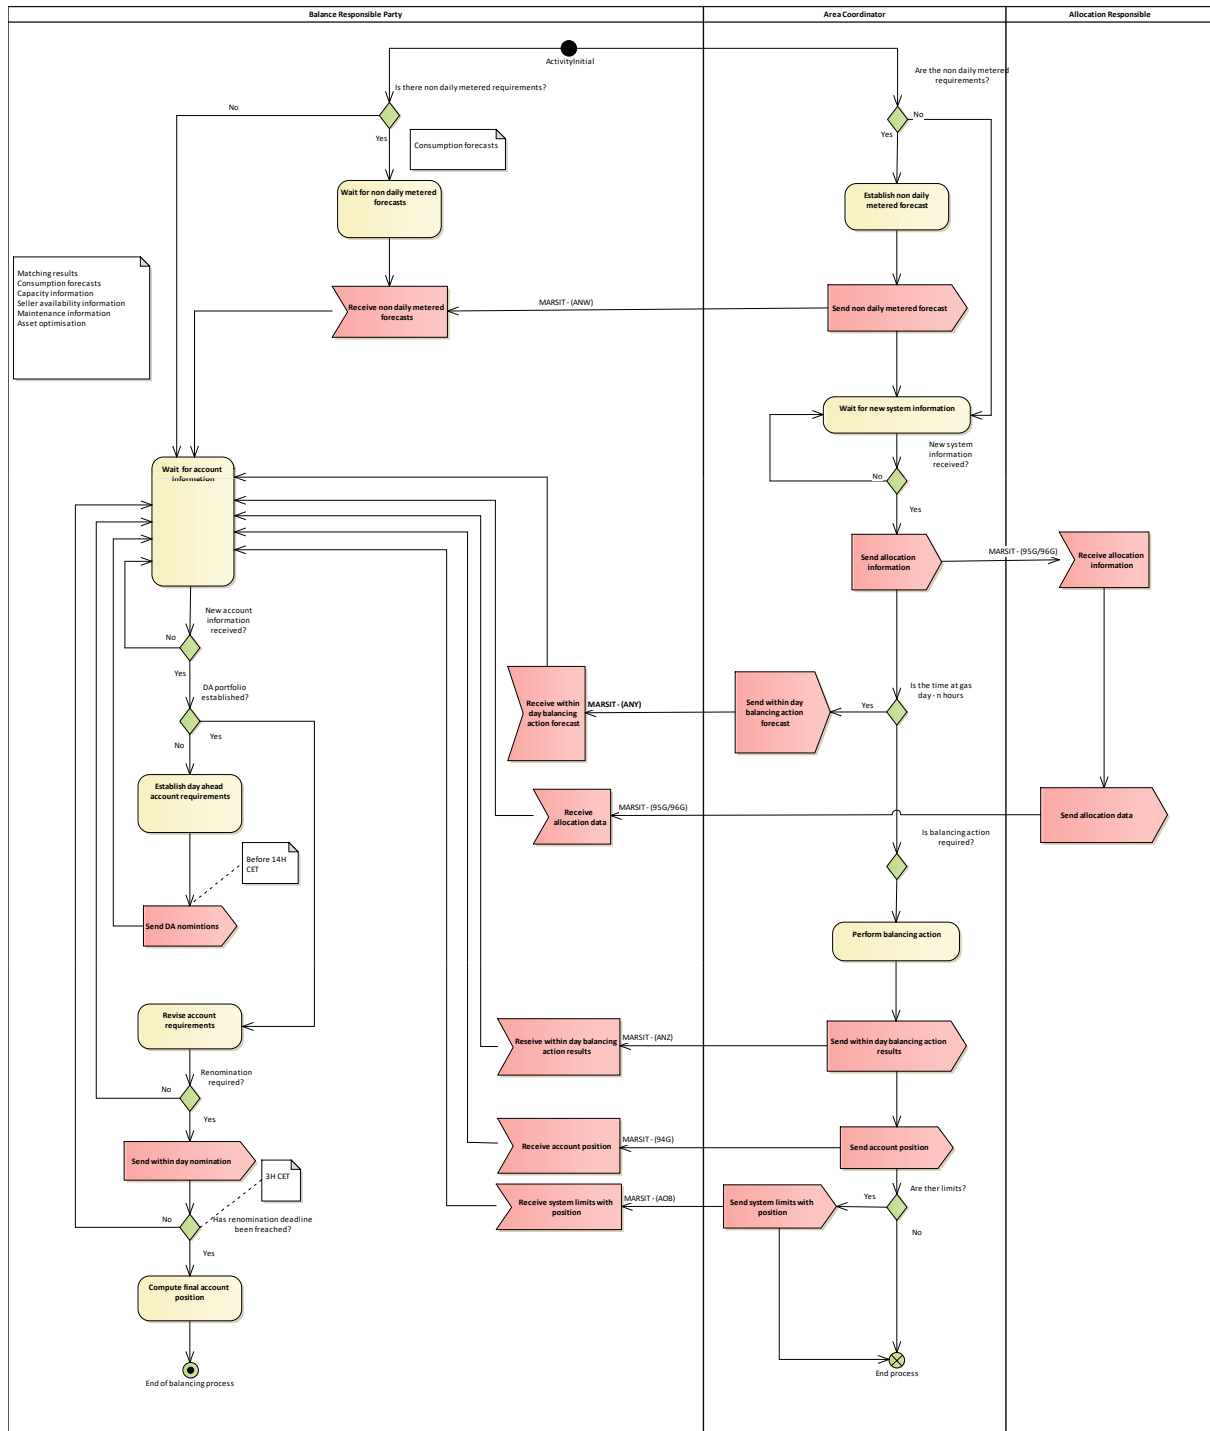 Balance Responsible Party
Area Coordinator
Allocation Responsible
ActivityInitial
Are the non daily metered
requirements?
Is there non daily metered requirements?
No
No
Yes
Yes
Consumption forecasts
Wait for non daily metered
forecasts
Establish non daily
metered forecast
Matching results
Consumption forecasts
Capacity information
Seller availability information
Maintenance information
Asset optimisation
Receive non daily metered
forecasts
MARSIT - (ANW)
Send non daily metered forecast
Wait for new system information
New system
information
received?
No
Yes
Wait for account
information
Send allocation
information
MARSIT - (95G/96G)
Receive allocation
information
New account
information
received?
No
Yes
DA portfolio
established?
Yes
No
Receive within
day balancing
action forecast
MARSIT - (ANY)
Send within day
balancing action
forecast
Yes
Is the time at gas
day - n hours
Establish day ahead
account requirements
Receive
allocation data
MARSIT - (95G/96G)
Send allocation data
Is balancing action
required?
Before 14H
CET
Send DA nomintions
Perform balancing action
Revise account
requirements
Reseive within day balancing
action results
MARSIT - (ANZ)
Send within day balancing action
results
Renomination
required?
No
Yes
Receive account position
MARSIT - (94G)
Send account position
Send within day nomination
3H CET
Receive system limits with
position
MARSIT - (AOB)
Send system limits with
position
Yes
Are ther limits?
No
No
Has renomination deadline
been freached?
Yes
Compute final account
position
End of balancing process
End process